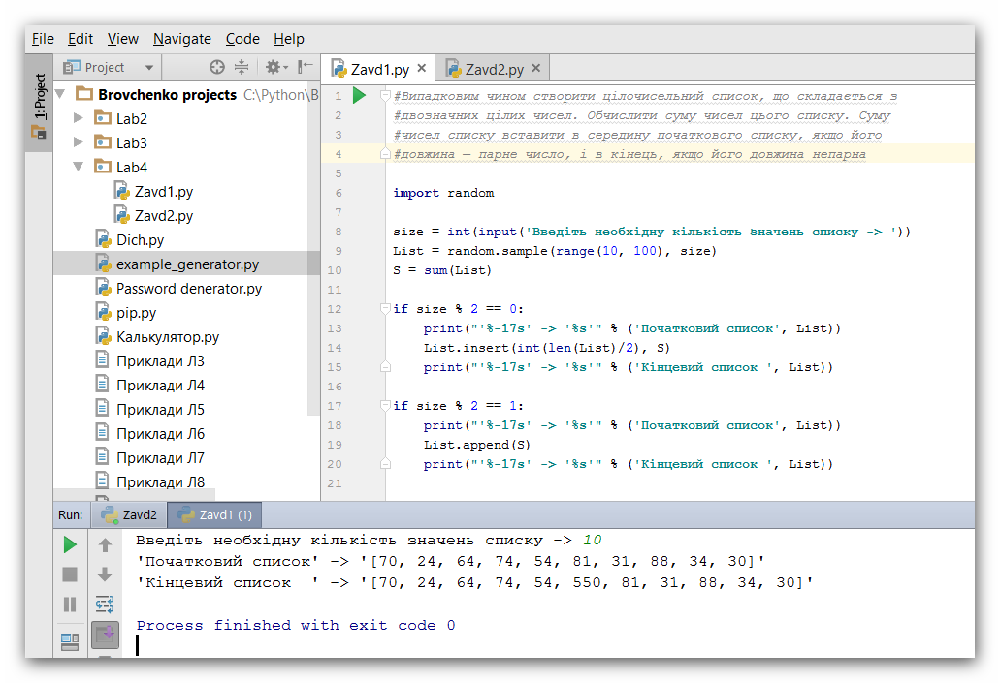 File Edit View Navigate Code Help
Project
Zavd1.py
Zavd2.py
1: Project
Brovchenko projects C:\Python\B
Lab2
Lab3
Lab4
Zavd1.py
Zavd2.py
Dich.py
example_generator.py
Password denerator.py
pip.py
Калькулятор.py
Приклади Л3
Приклади Л4
Приклади Л5
Приклади Л6
Приклади Л7
Приклади Л8
1 #Випадковим чином створити цілочисельний список, що складається з
2 #двозначних цілих чисел. Обчислити суму чисел цього списку. Суму
3 #чисел списку вставити в середину початкового списку, якщо його
4 #довжина – парне число, і в кінець, якщо його довжина непарна
5
6 import random
7
8 size = int(input('Введіть необхідну кількість значень списку -> '))
9 List = random.sample(range(10, 100), size)
10 S = sum(List)
11
12 if size % 2 == 0:
13     print("'%-17s' -> '%s'" % ('Початковий список', List))
14     List.insert(int(len(List)/2), S)
15     print("'%-17s' -> '%s'" % ('Кінцевий список ', List))
16
17 if size % 2 == 1:
18     print("'%-17s' -> '%s'" % ('Початковий список', List))
19     List.append(S)
20     print("'%-17s' -> '%s'" % ('Кінцевий список ', List))
21
Run: Zavd2 Zavd1 (1)
Введіть необхідну кількість значень списку -> 10
'Початковий список' -> '[70, 24, 64, 74, 54, 81, 31, 88, 34, 30]'
'Кінцевий список  ' -> '[70, 24, 64, 74, 54, 550, 81, 31, 88, 34, 30]'
Process finished with exit code 0